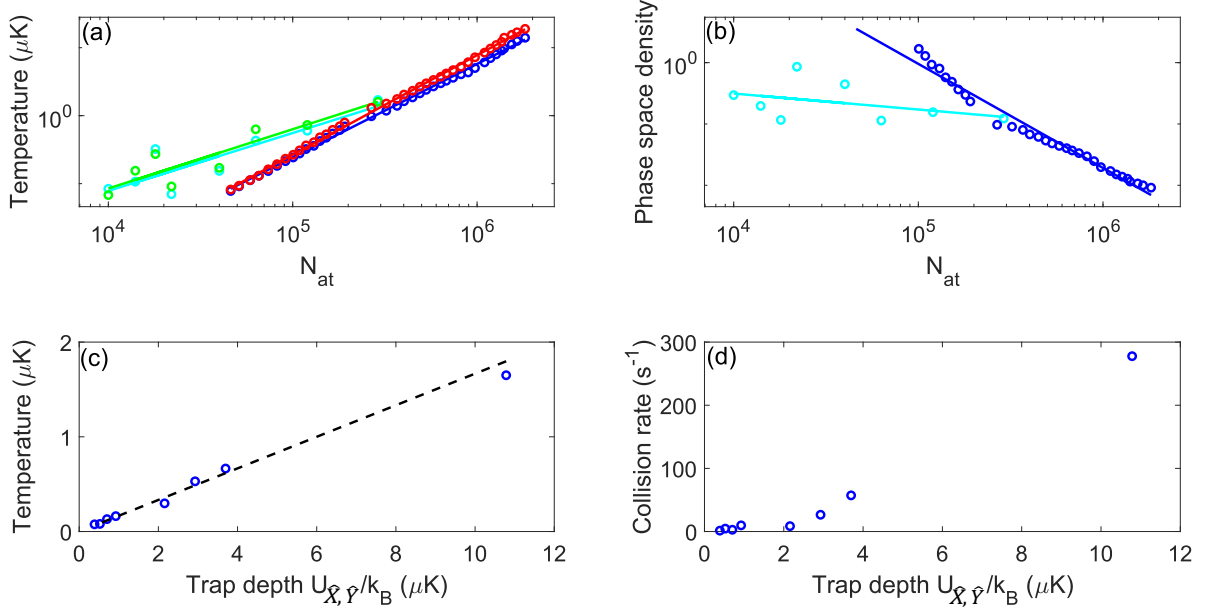 (a)
Temperature (μK)
10^0
10^4 10^5 10^6
N_at
(b)
Phase space density
10^0
10^4 10^5 10^6
N_at
(c)
Temperature (μK)
2
1
0
0 2 4 6 8 10 12
Trap depth U_X̂,Ŷ/k_B (μK)
(d)
Collision rate (s^-1)
300
200
100
0
0 2 4 6 8 10 12
Trap depth U_X̂,Ŷ/k_B (μK)